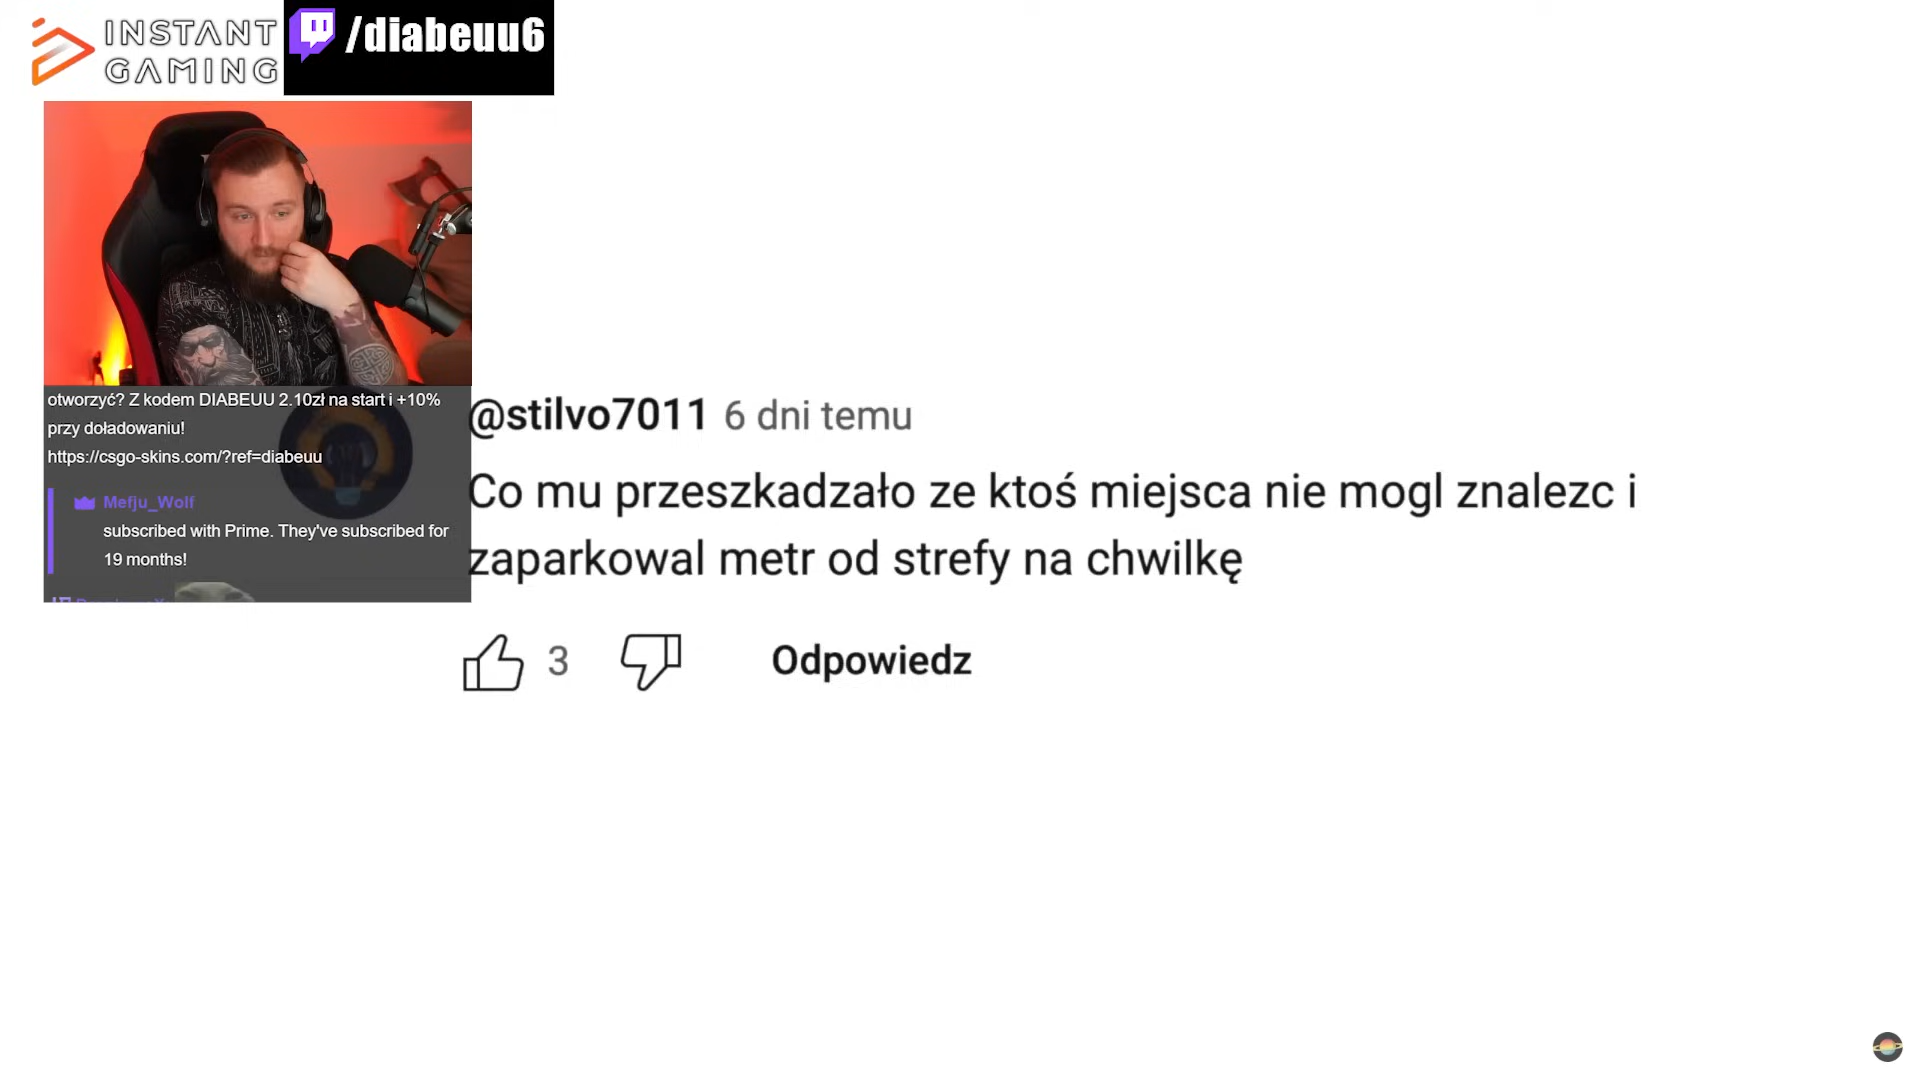 INSTANT
GAMING
/diabeuu6
otworzyć? Z kodem DIABEUU 2.10zł na start i +10%
przy doładowaniu!
https://csgo-skins.com/?ref=diabeuu
Mefju_Wolf
subscribed with Prime. They've subscribed for
19 months!
@stilvo7011 6 dni temu
Co mu przeszkadzało ze ktoś miejsca nie mogl znalezc i
zaparkowal metr od strefy na chwilkę
3 Odpowiedz